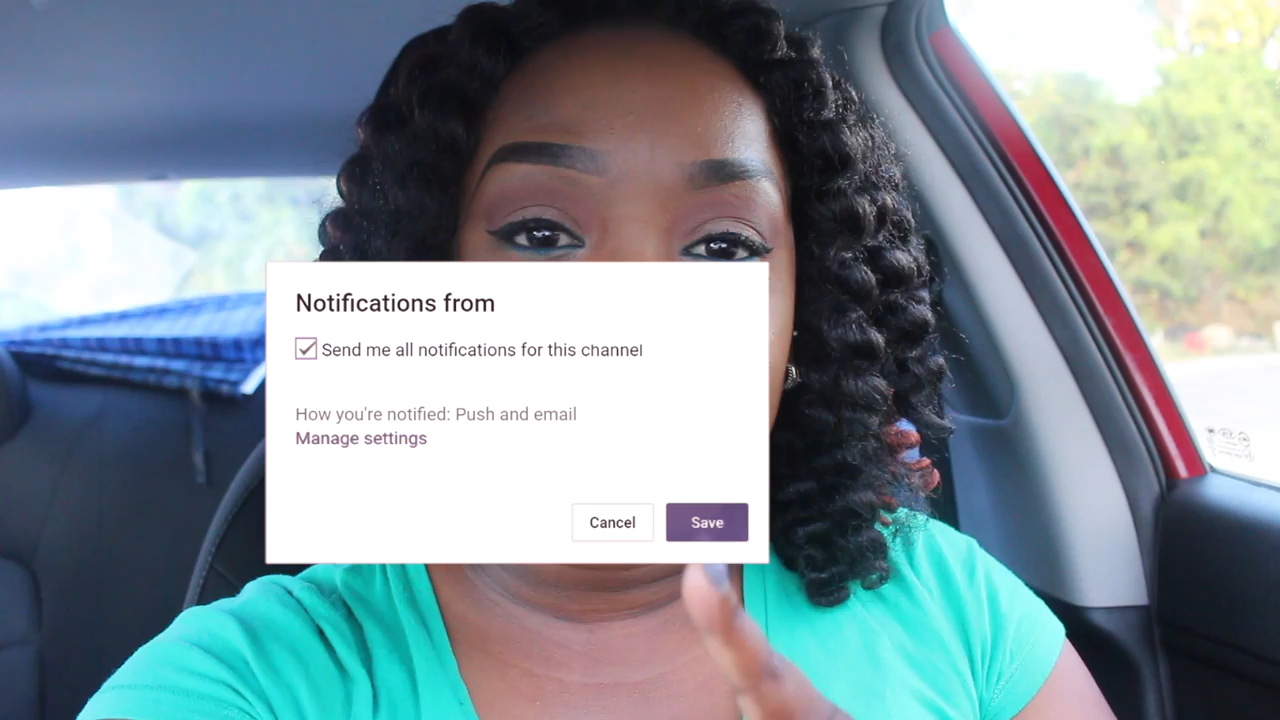 Notifications from
Send me all notifications for this channel
How you're notified: Push and email
Manage settings
Cancel
Save